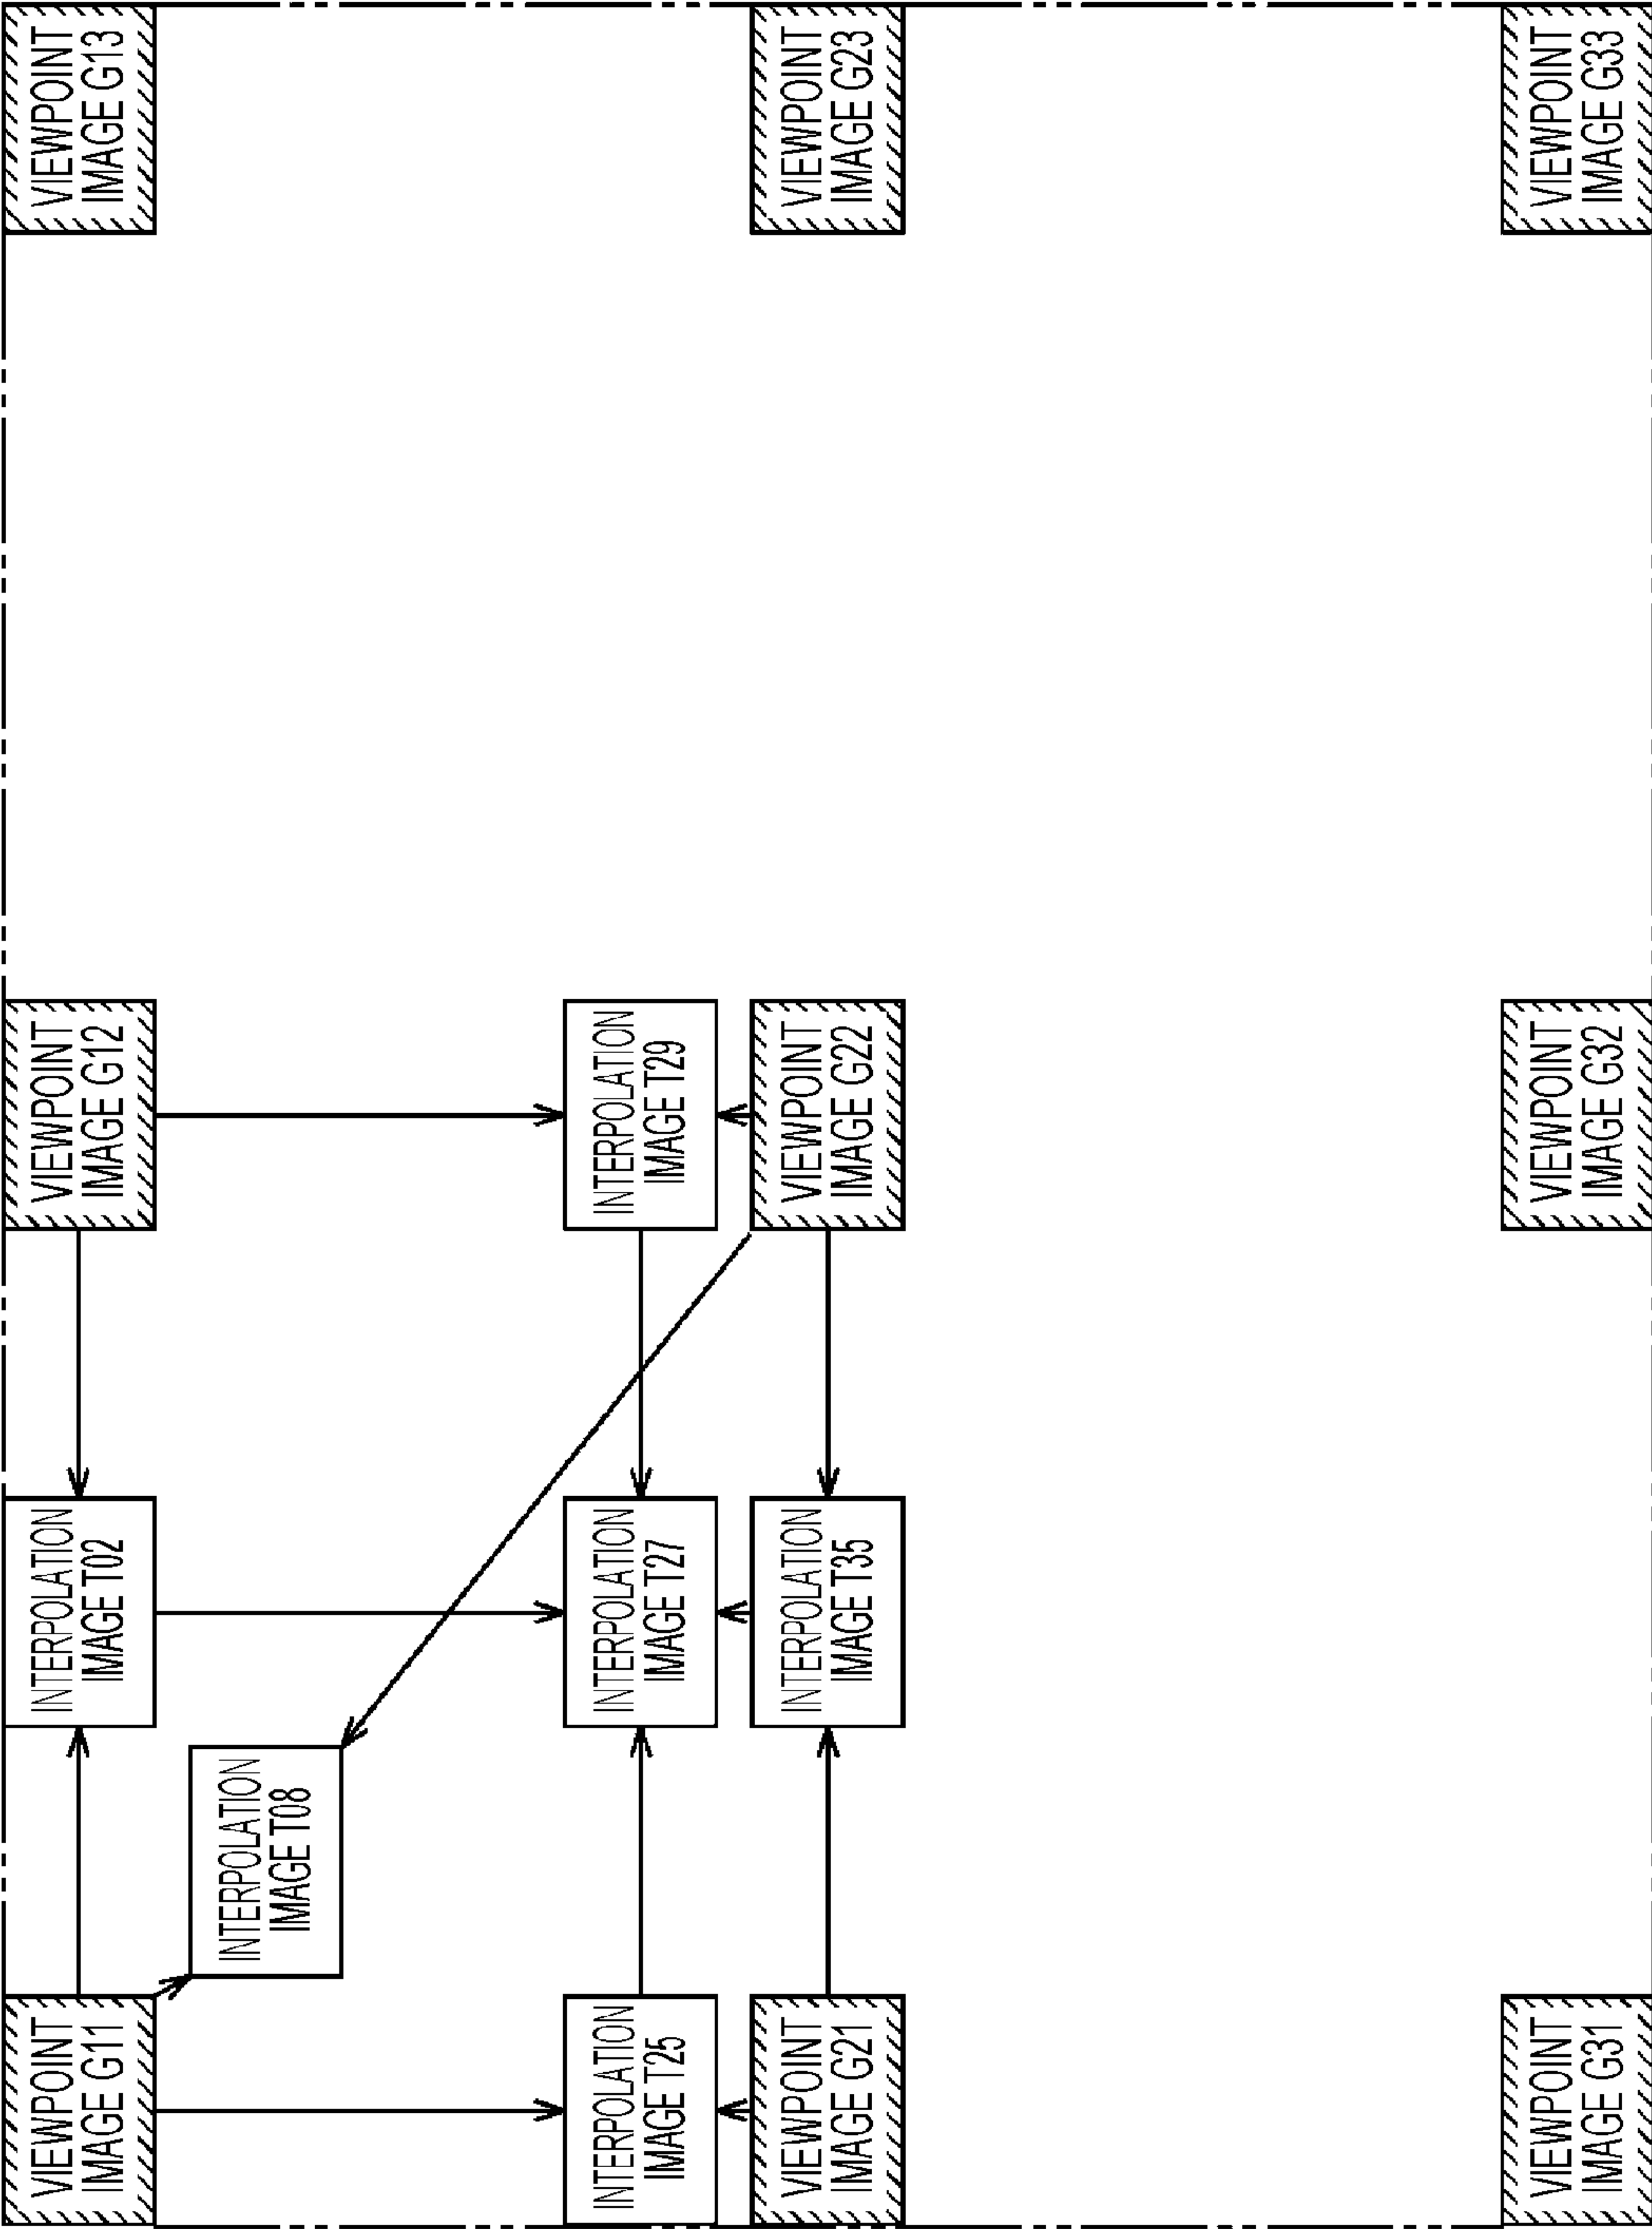 VIEWPOINT
IMAGE G11
INTERPOLATION
IMAGE T02
VIEWPOINT
IMAGE G12
VIEWPOINT
IMAGE G13
INTERPOLATION
IMAGE T08
INTERPOLATION
IMAGE T25
INTERPOLATION
IMAGE T27
INTERPOLATION
IMAGE T29
VIEWPOINT
IMAGE G21
INTERPOLATION
IMAGE T35
VIEWPOINT
IMAGE G22
VIEWPOINT
IMAGE G23
VIEWPOINT
IMAGE G31
VIEWPOINT
IMAGE G32
VIEWPOINT
IMAGE G33